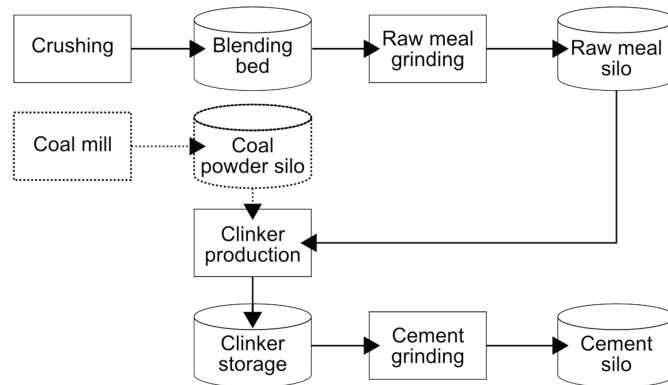 Crushing
Blending
bed
Raw meal
grinding
Raw meal
silo
Coal mill
Coal
powder silo
Clinker
production
Clinker
storage
Cement
grinding
Cement
silo